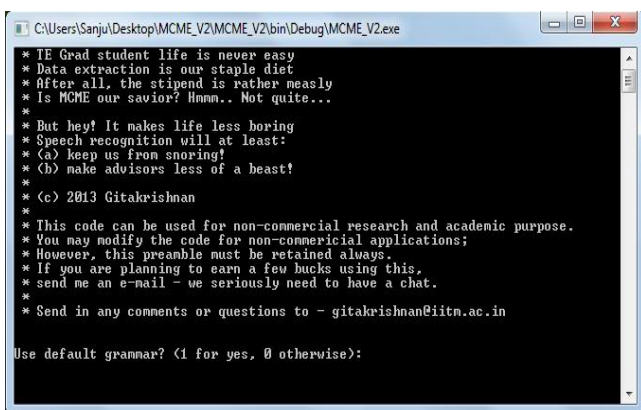 C:\Users\Sanju\Desktop\MCME_V2\MCME_V2\bin\Debug\MCME_V2.exe
* TE Grad student life is never easy
* Data extraction is our staple diet
* After all, the stipend is rather measly
* Is MCME our savior? Hmmm.. Not quite...
*
* But hey! It makes life less boring
* Speech recognition will at least:
* (a) keep us from snoring!
* (b) make advisors less of a beast!
*
* (c) 2013 Gitakrishnan
*
* This code can be used for non-commercial research and academic purpose.
* You may modify the code for non-commericial applications;
* However, this preamble must be retained always.
* If you are planning to earn a few bucks using this,
* send me an e-mail - we seriously need to have a chat.
*
* Send in any comments or questions to - gitakrishnan@iitm.ac.in
Use default grammar? (1 for yes, 0 otherwise):